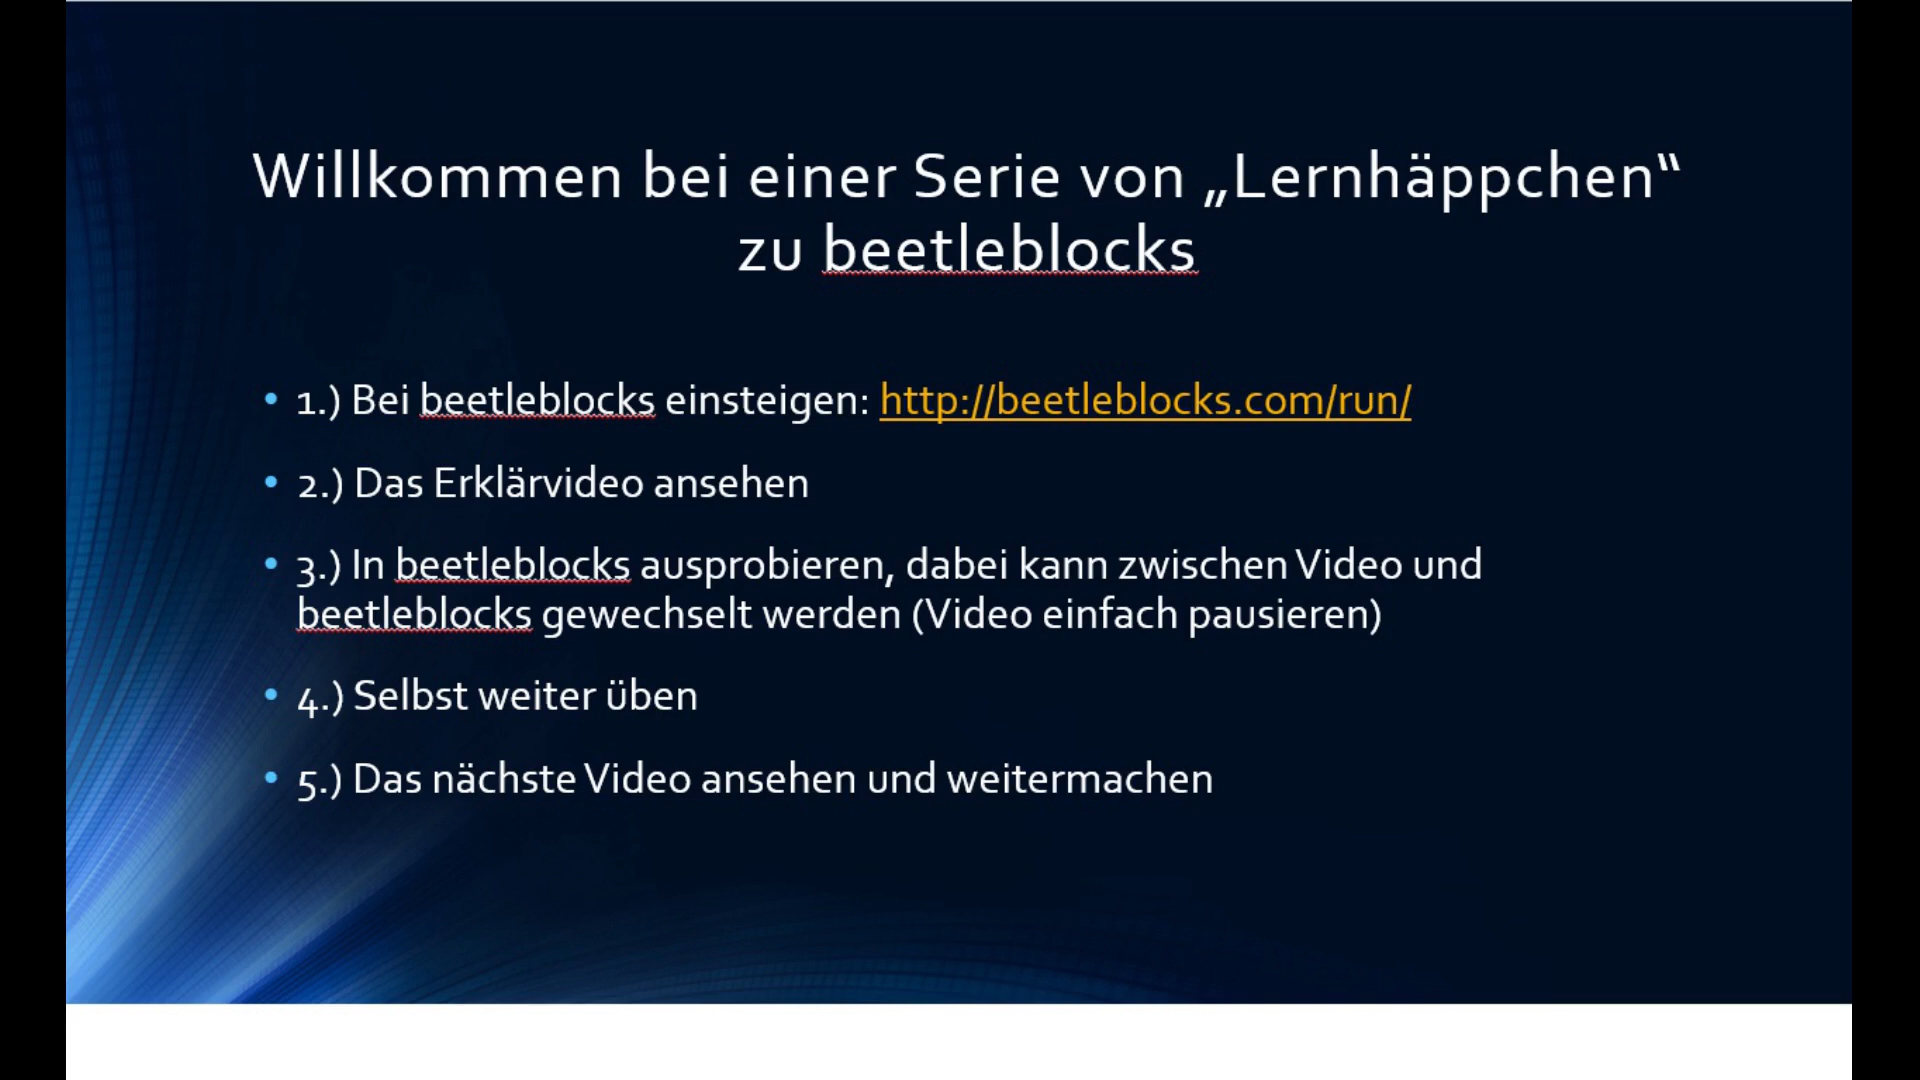 Willkommen bei einer Serie von „Lernhäppchen“
zu beetleblocks
• 1.) Bei beetleblocks einsteigen: http://beetleblocks.com/run/
• 2.) Das Erklärvideo ansehen
• 3.) In beetleblocks ausprobieren, dabei kann zwischen Video und
beetleblocks gewechselt werden (Video einfach pausieren)
• 4.) Selbst weiter üben
• 5.) Das nächste Video ansehen und weitermachen